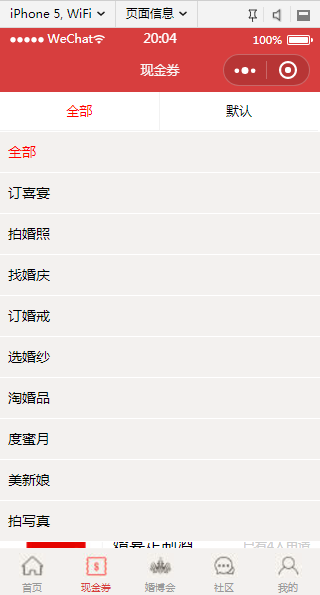 iPhone 5, WiFi 页面信息
WeChat 20:04 100%
现金券
全部 默认
全部
订喜宴
拍婚照
找婚庆
订婚戒
选婚纱
淘婚品
度蜜月
美新娘
拍写真
首页 现金券 婚博会 社区 我的